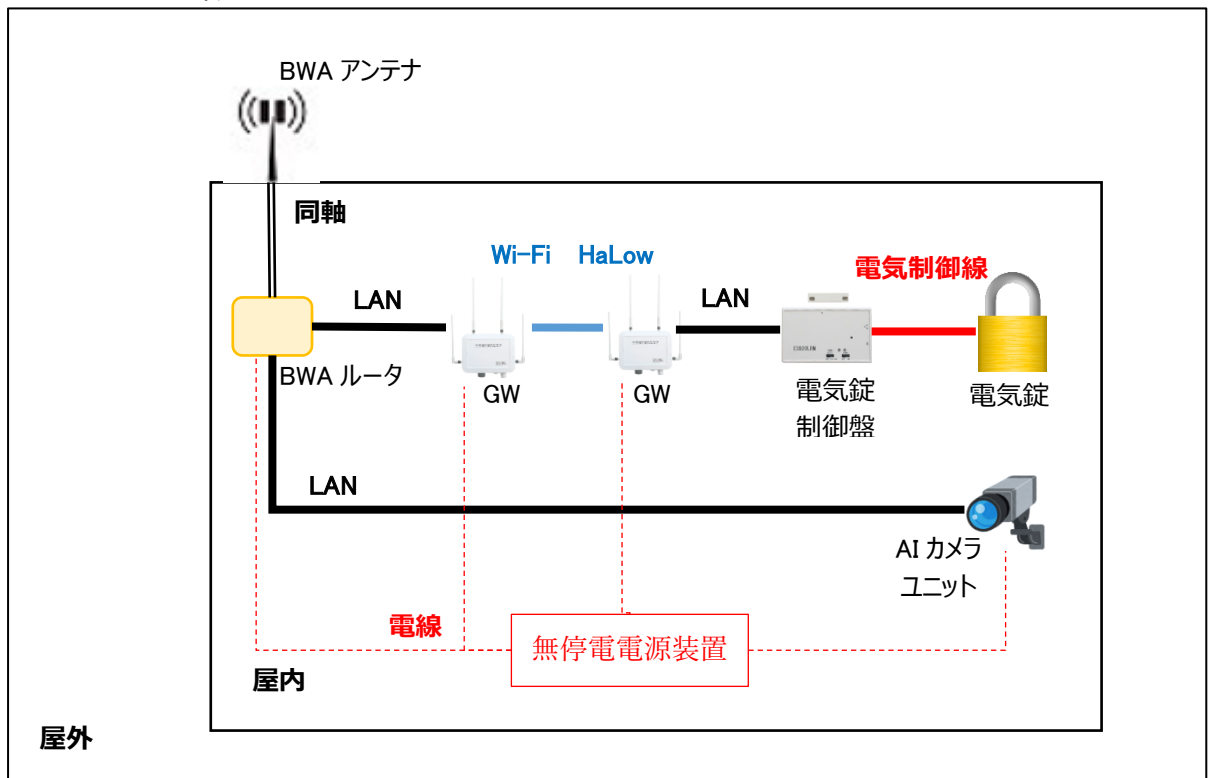 BWA アンテナ
同軸
Wi-Fi HaLow
電気制御線
LAN
LAN
BWA ルータ
GW
GW
電気錠
制御盤
電気錠
LAN
AI カメラ
ユニット
電線
無停電電源装置
屋内
屋外